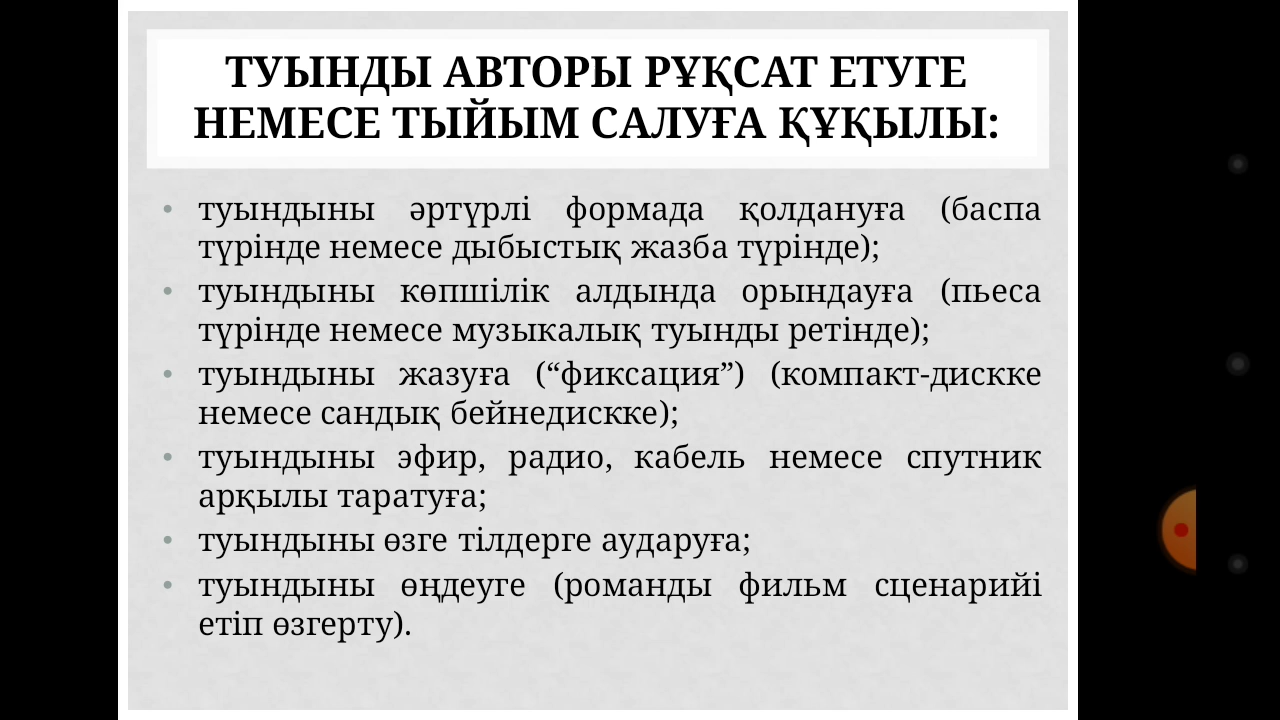 ТУЫНДЫ АВТОРЫ РҰҚСАТ ЕТУГЕ
НЕМЕСЕ ТЫЙЫМ САЛУҒА ҚҰҚЫЛЫ:
• туындыны әртүрлі формада қолдануға (баспа
түрінде немесе дыбыстық жазба түрінде);
• туындыны көпшілік алдында орындауға (пьеса
түрінде немесе музыкалық туынды ретінде);
• туындыны жазуға (“фиксация”) (компакт-дискке
немесе сандық бейнедискке);
• туындыны эфир, радио, кабель немесе спутник
арқылы таратуға;
• туындыны өзге тілдерге аударуға;
• туындыны өңдеуге (романды фильм сценарийі
етіп өзгерту).